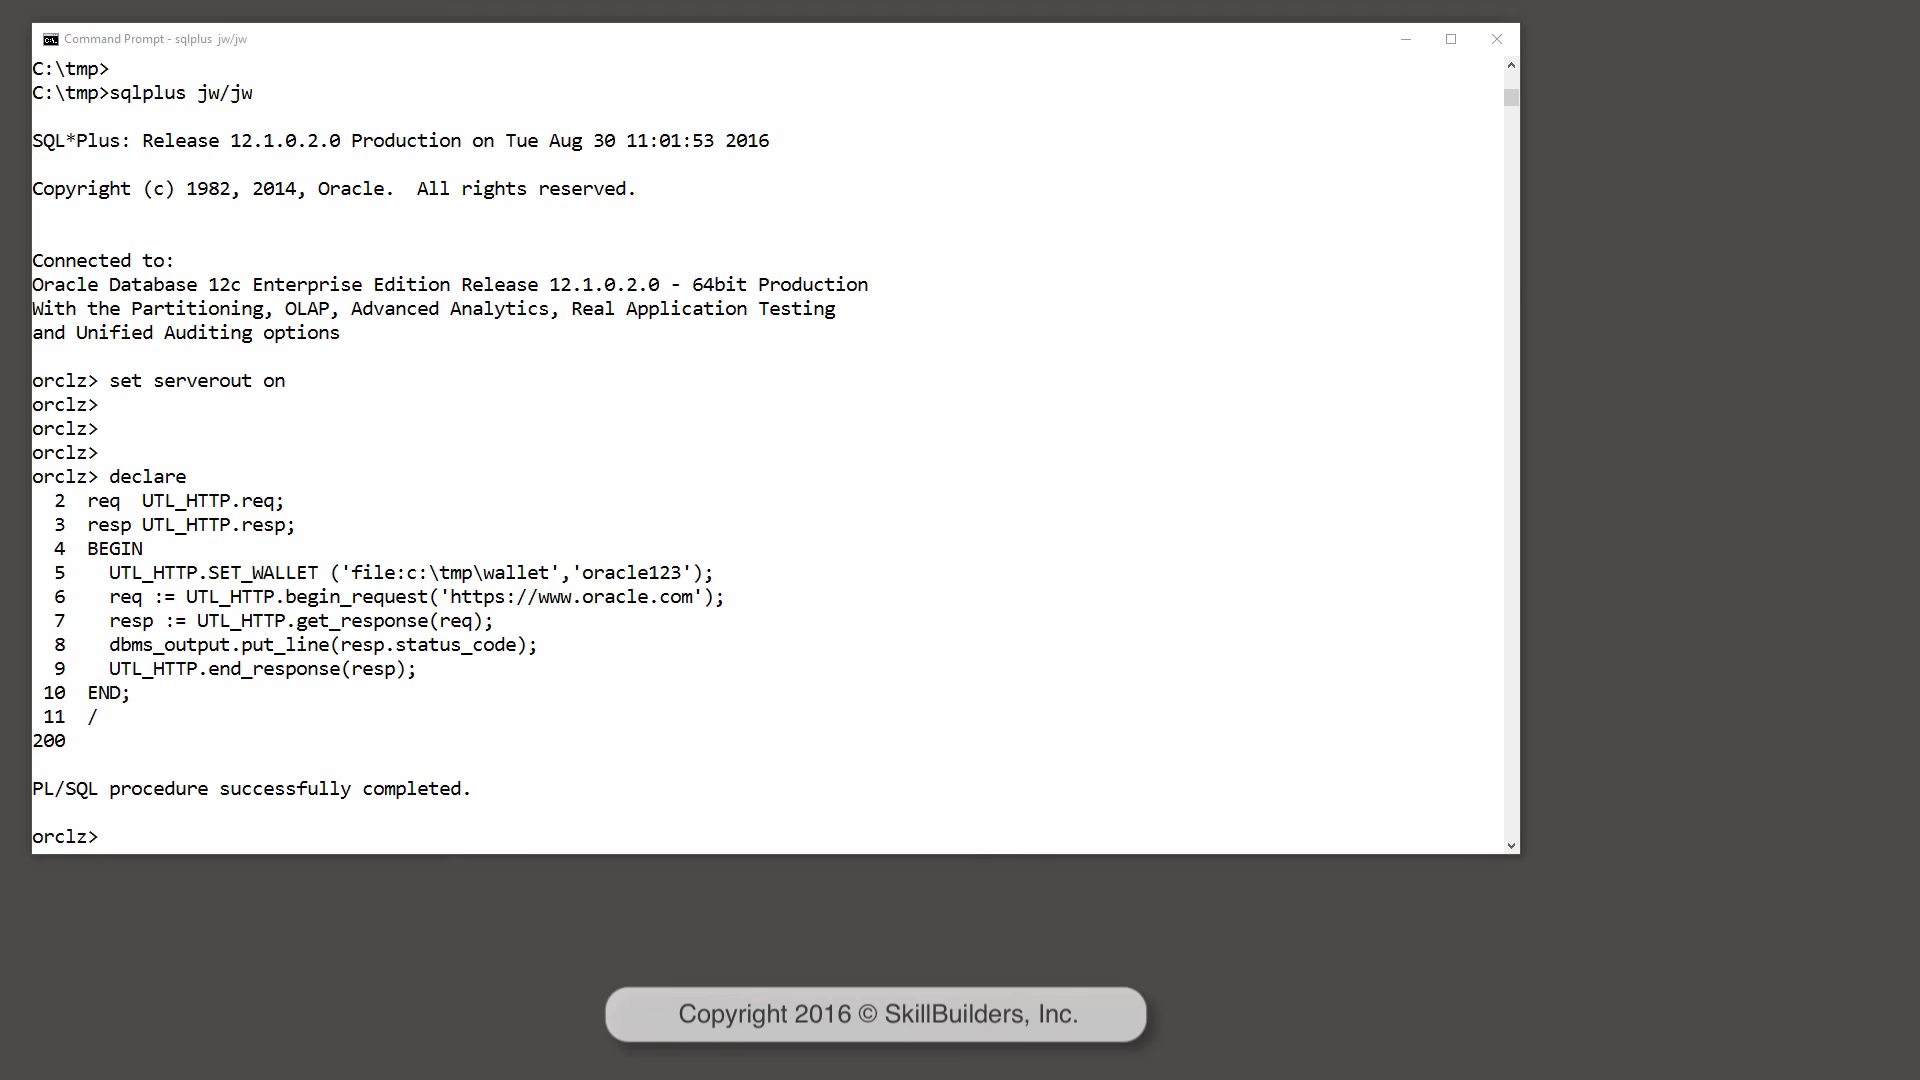 Command Prompt - sqlplus jw/jw
C:\tmp>
C:\tmp>sqlplus jw/jw
SQL*Plus: Release 12.1.0.2.0 Production on Tue Aug 30 11:01:53 2016
Copyright (c) 1982, 2014, Oracle.  All rights reserved.
Connected to:
Oracle Database 12c Enterprise Edition Release 12.1.0.2.0 - 64bit Production
With the Partitioning, OLAP, Advanced Analytics, Real Application Testing
and Unified Auditing options
orclz> set serverout on
orclz>
orclz>
orclz>
orclz> declare
  2  req  UTL_HTTP.req;
  3  resp UTL_HTTP.resp;
  4  BEGIN
  5    UTL_HTTP.SET_WALLET ('file:c:\tmp\wallet','oracle123');
  6    req := UTL_HTTP.begin_request('https://www.oracle.com');
  7    resp := UTL_HTTP.get_response(req);
  8    dbms_output.put_line(resp.status_code);
  9    UTL_HTTP.end_response(resp);
 10  END;
 11  /
200
PL/SQL procedure successfully completed.
orclz>
Copyright 2016 © SkillBuilders, Inc.